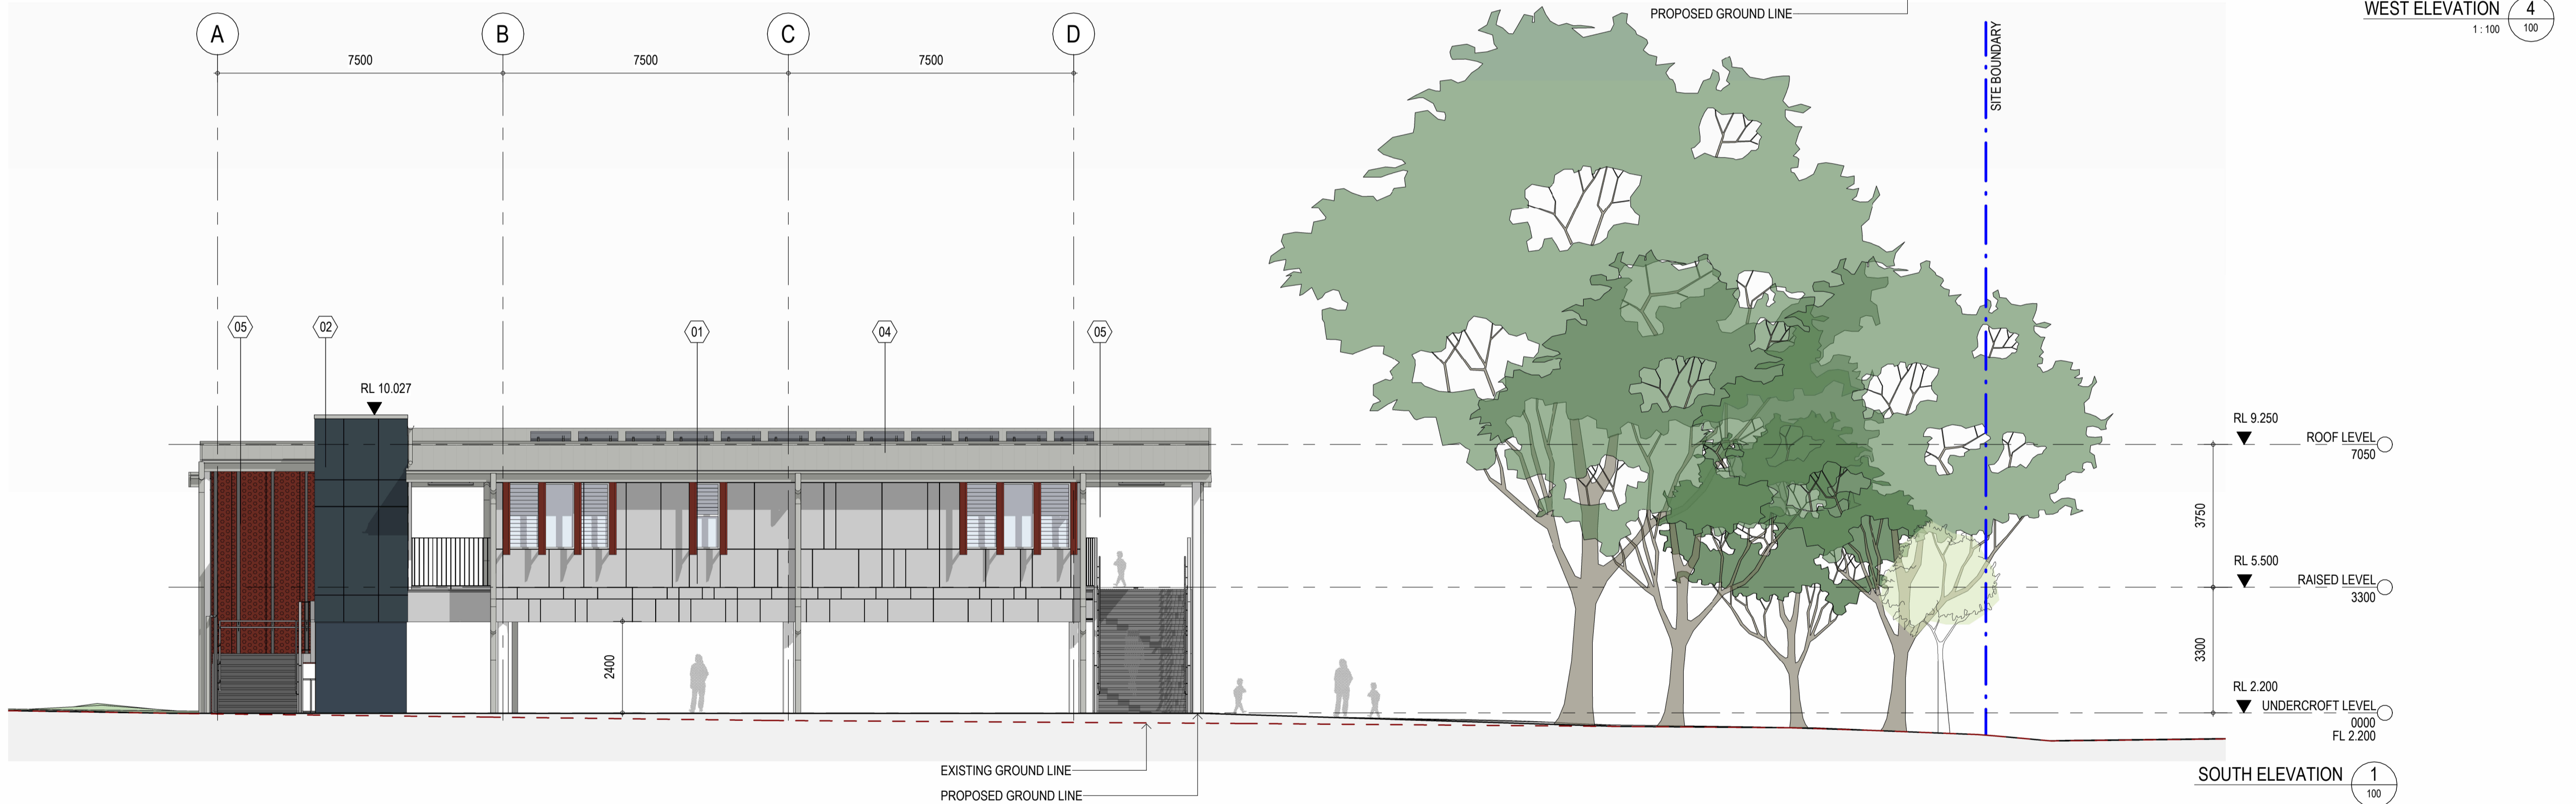 PROPOSED GROUND LINE
WEST ELEVATION
4
1 : 100
100
A
B
C
D
7500
7500
7500
SITE BOUNDARY
05
02
01
04
05
RL 10.027
RL 9.250
ROOF LEVEL
7050
3750
RL 5.500
RAISED LEVEL
3300
3300
2400
RL 2.200
UNDERCROFT LEVEL
0000
FL 2.200
EXISTING GROUND LINE
PROPOSED GROUND LINE
SOUTH ELEVATION
1
100